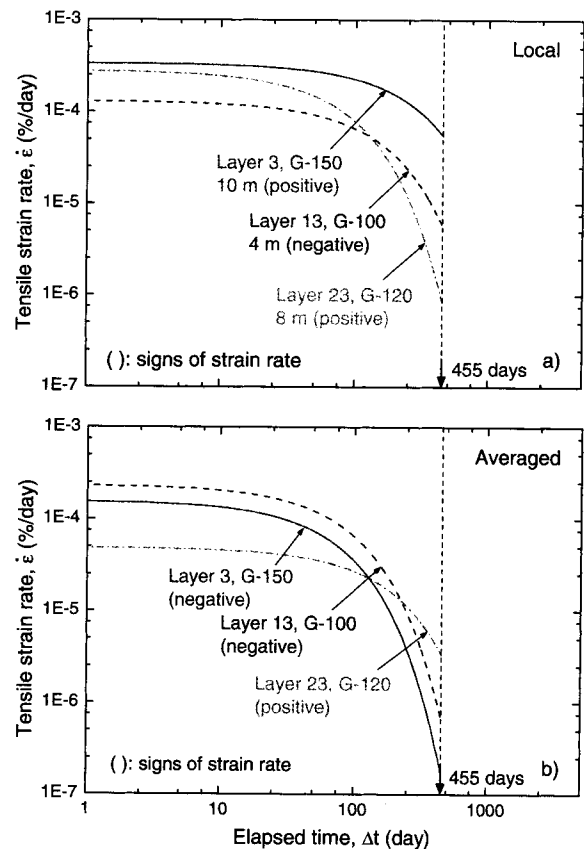 1E-3
Local
Tensile strain rate, ε̇ (%/day)
1E-4
Layer 3, G-150
10 m (positive)
1E-5
Layer 13, G-100
4 m (negative)
1E-6
Layer 23, G-120
8 m (positive)
( ): signs of strain rate
455 days
a)
1E-7
1E-3
Averaged
Tensile strain rate, ε̇ (%/day)
1E-4
Layer 3, G-150
(negative)
1E-5
Layer 13, G-100
(negative)
Layer 23, G-120
(positive)
1E-6
( ): signs of strain rate
455 days
b)
1E-7
1 10 100 1000
Elapsed time, Δt (day)